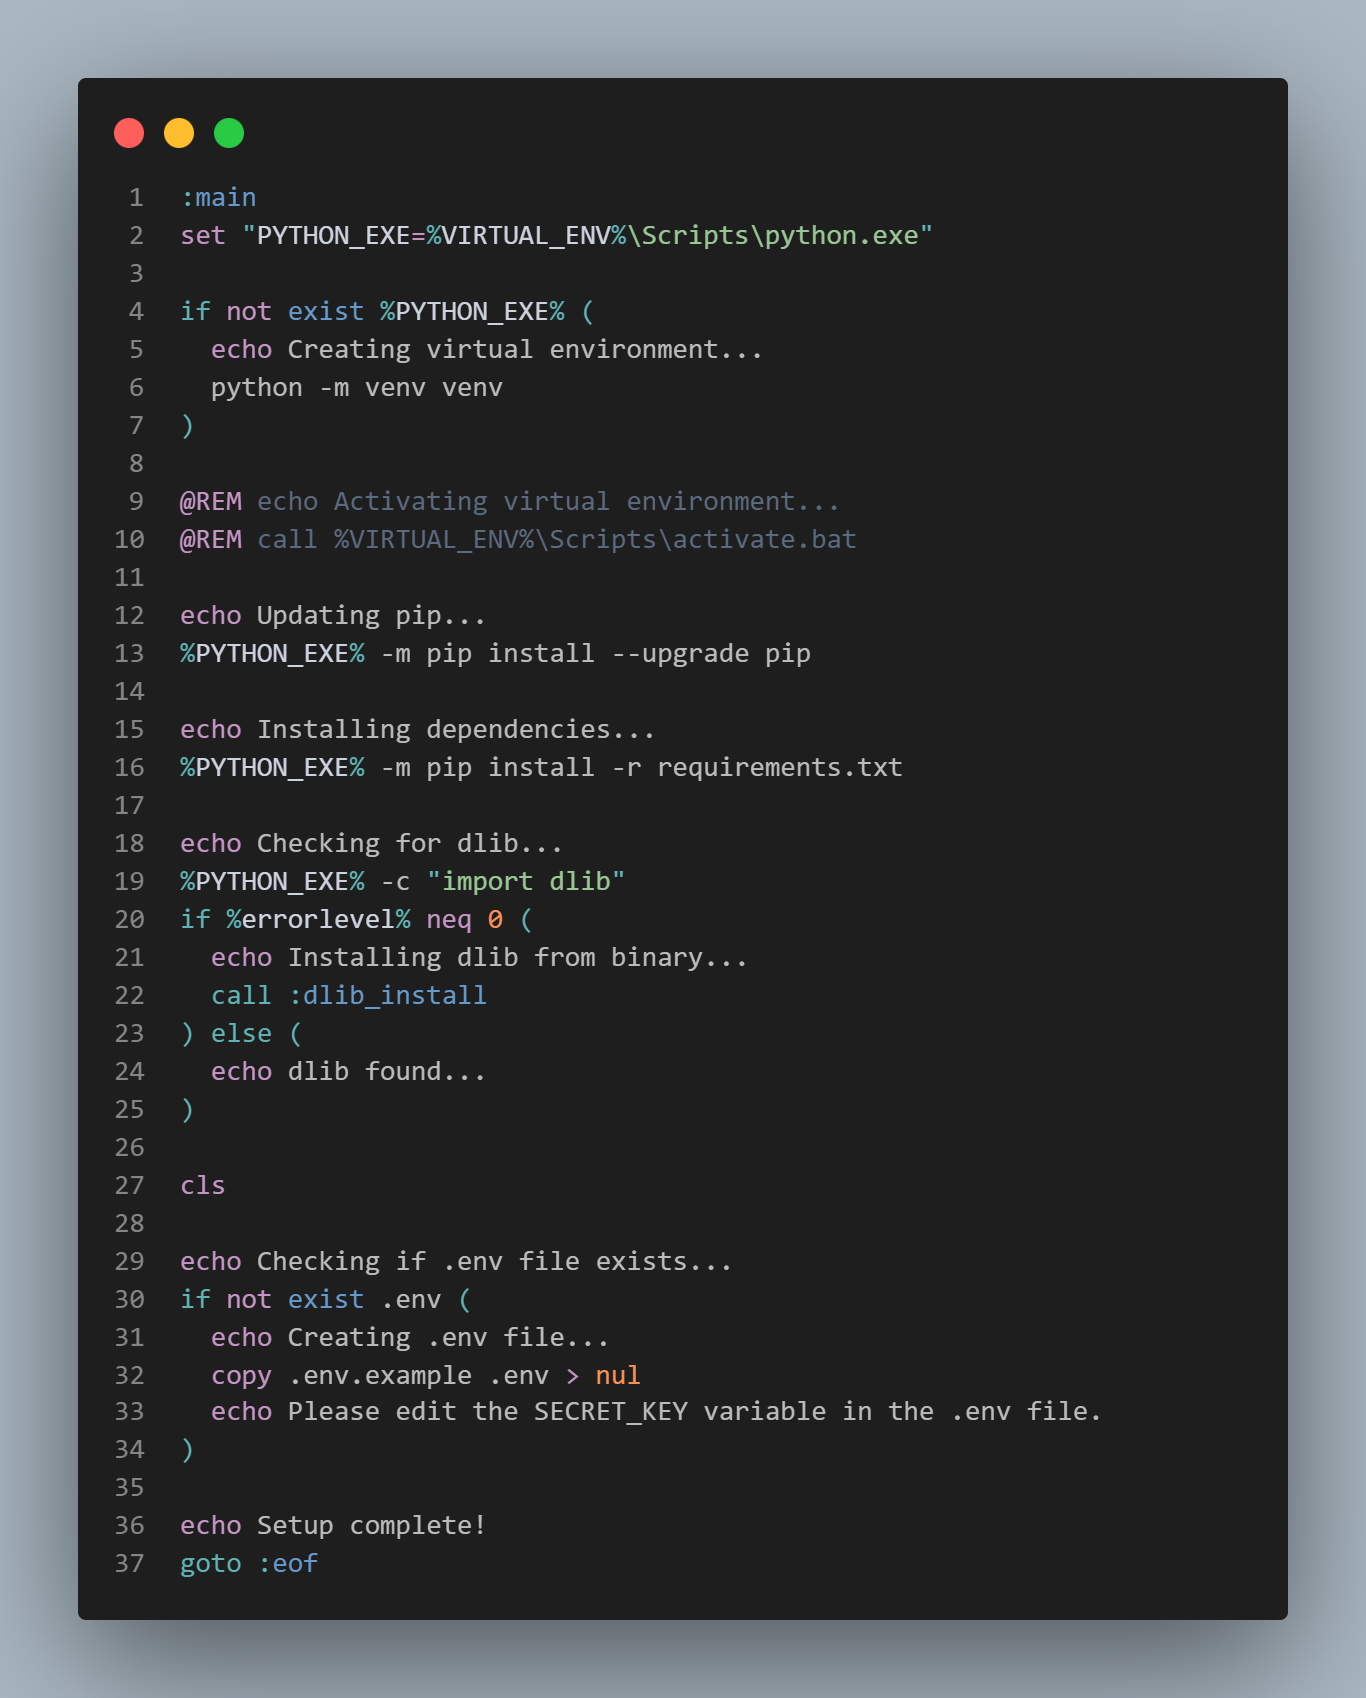 1 :main
2 set "PYTHON_EXE=%VIRTUAL_ENV%\Scripts\python.exe"
3
4 if not exist %PYTHON_EXE% (
5   echo Creating virtual environment...
6   python -m venv venv
7 )
8
9 @REM echo Activating virtual environment...
10 @REM call %VIRTUAL_ENV%\Scripts\activate.bat
11
12 echo Updating pip...
13 %PYTHON_EXE% -m pip install --upgrade pip
14
15 echo Installing dependencies...
16 %PYTHON_EXE% -m pip install -r requirements.txt
17
18 echo Checking for dlib...
19 %PYTHON_EXE% -c "import dlib"
20 if %errorlevel% neq 0 (
21   echo Installing dlib from binary...
22   call :dlib_install
23 ) else (
24   echo dlib found...
25 )
26
27 cls
28
29 echo Checking if .env file exists...
30 if not exist .env (
31   echo Creating .env file...
32   copy .env.example .env > nul
33   echo Please edit the SECRET_KEY variable in the .env file.
34 )
35
36 echo Setup complete!
37 goto :eof